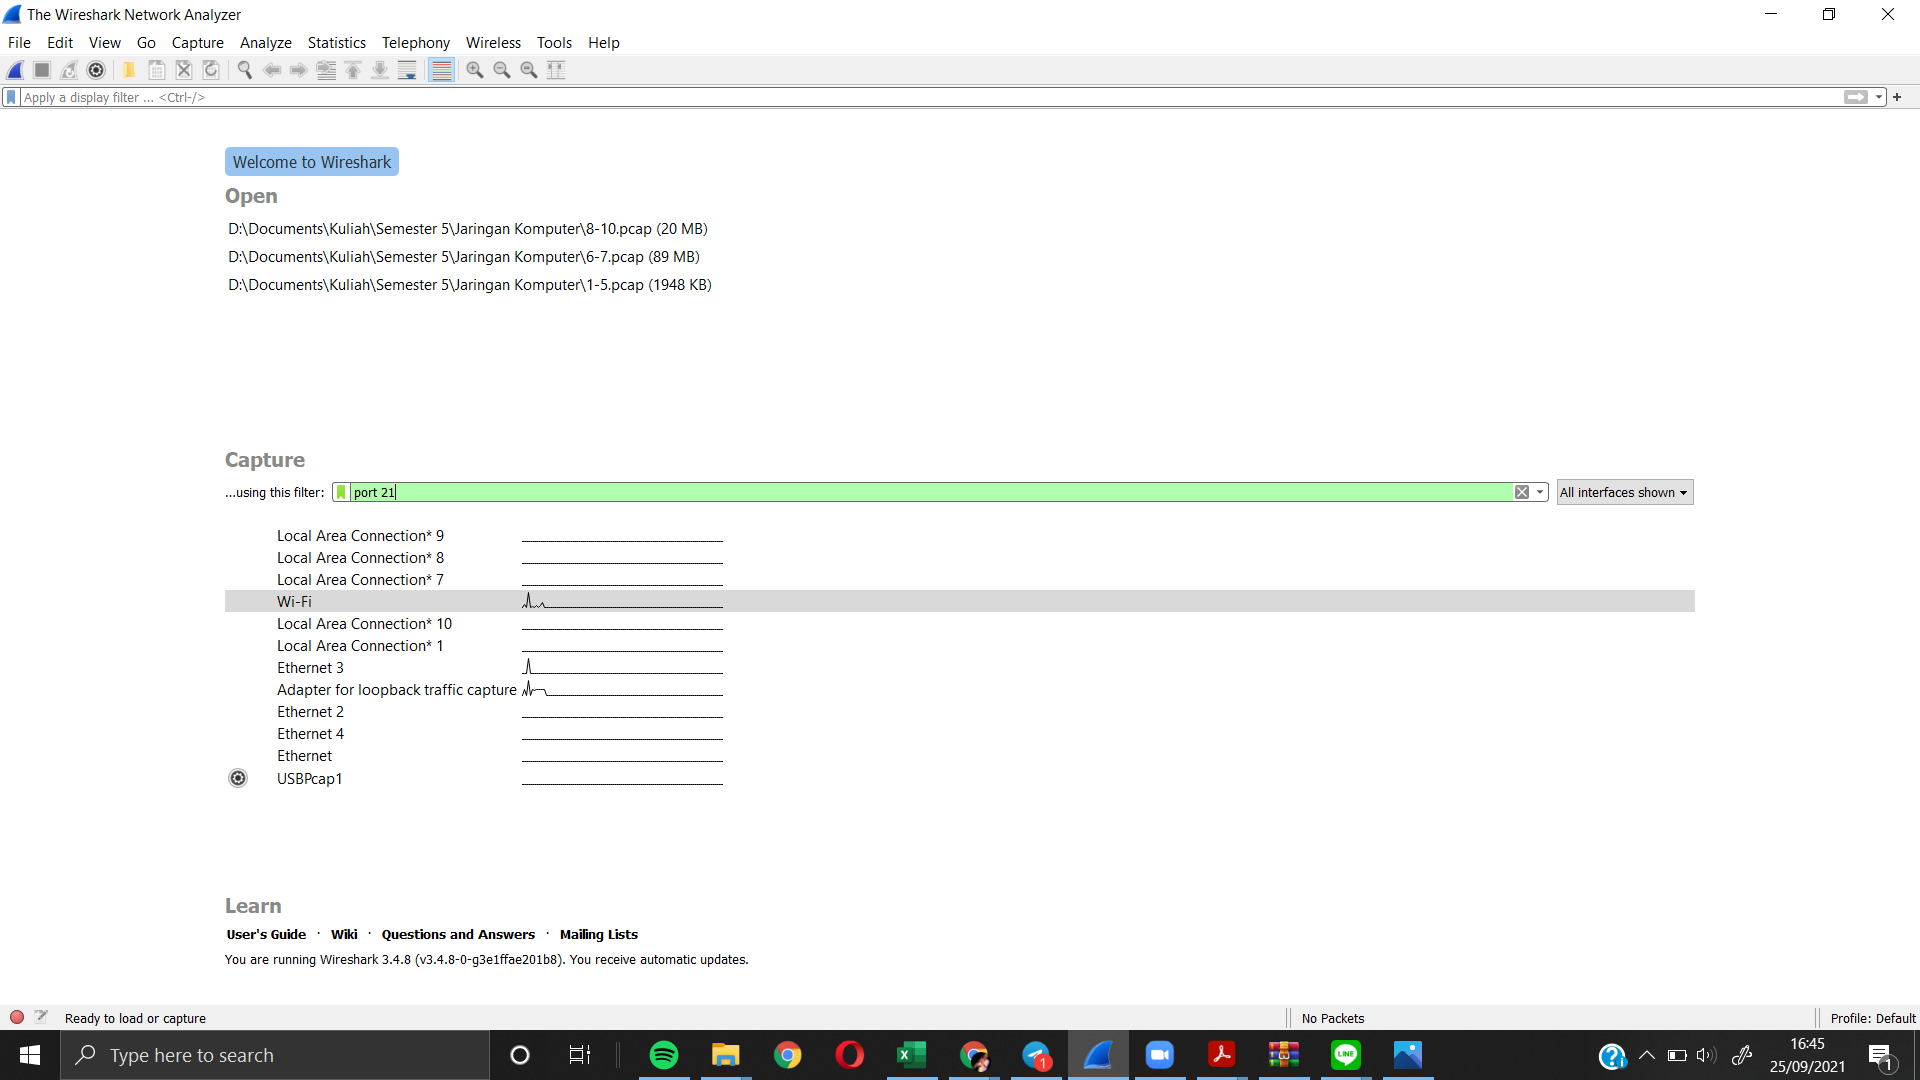 The Wireshark Network Analyzer
File Edit View Go Capture Analyze Statistics Telephony Wireless Tools Help
Apply a display filter ... <Ctrl-/>
Welcome to Wireshark
Open
D:\Documents\Kuliah\Semester 5\Jaringan Komputer\8-10.pcap (20 MB)
D:\Documents\Kuliah\Semester 5\Jaringan Komputer\6-7.pcap (89 MB)
D:\Documents\Kuliah\Semester 5\Jaringan Komputer\1-5.pcap (1948 KB)
Capture
...using this filter: port 21 All interfaces shown
Local Area Connection* 9
Local Area Connection* 8
Local Area Connection* 7
Wi-Fi
Local Area Connection* 10
Local Area Connection* 1
Ethernet 3
Adapter for loopback traffic capture
Ethernet 2
Ethernet 4
Ethernet
USBPcap1
Learn
User's Guide · Wiki · Questions and Answers · Mailing Lists
You are running Wireshark 3.4.8 (v3.4.8-0-g3e1ffae201b8). You receive automatic updates.
Ready to load or capture No Packets Profile: Default
Type here to search
1
LINE
16:45
25/09/2021
1